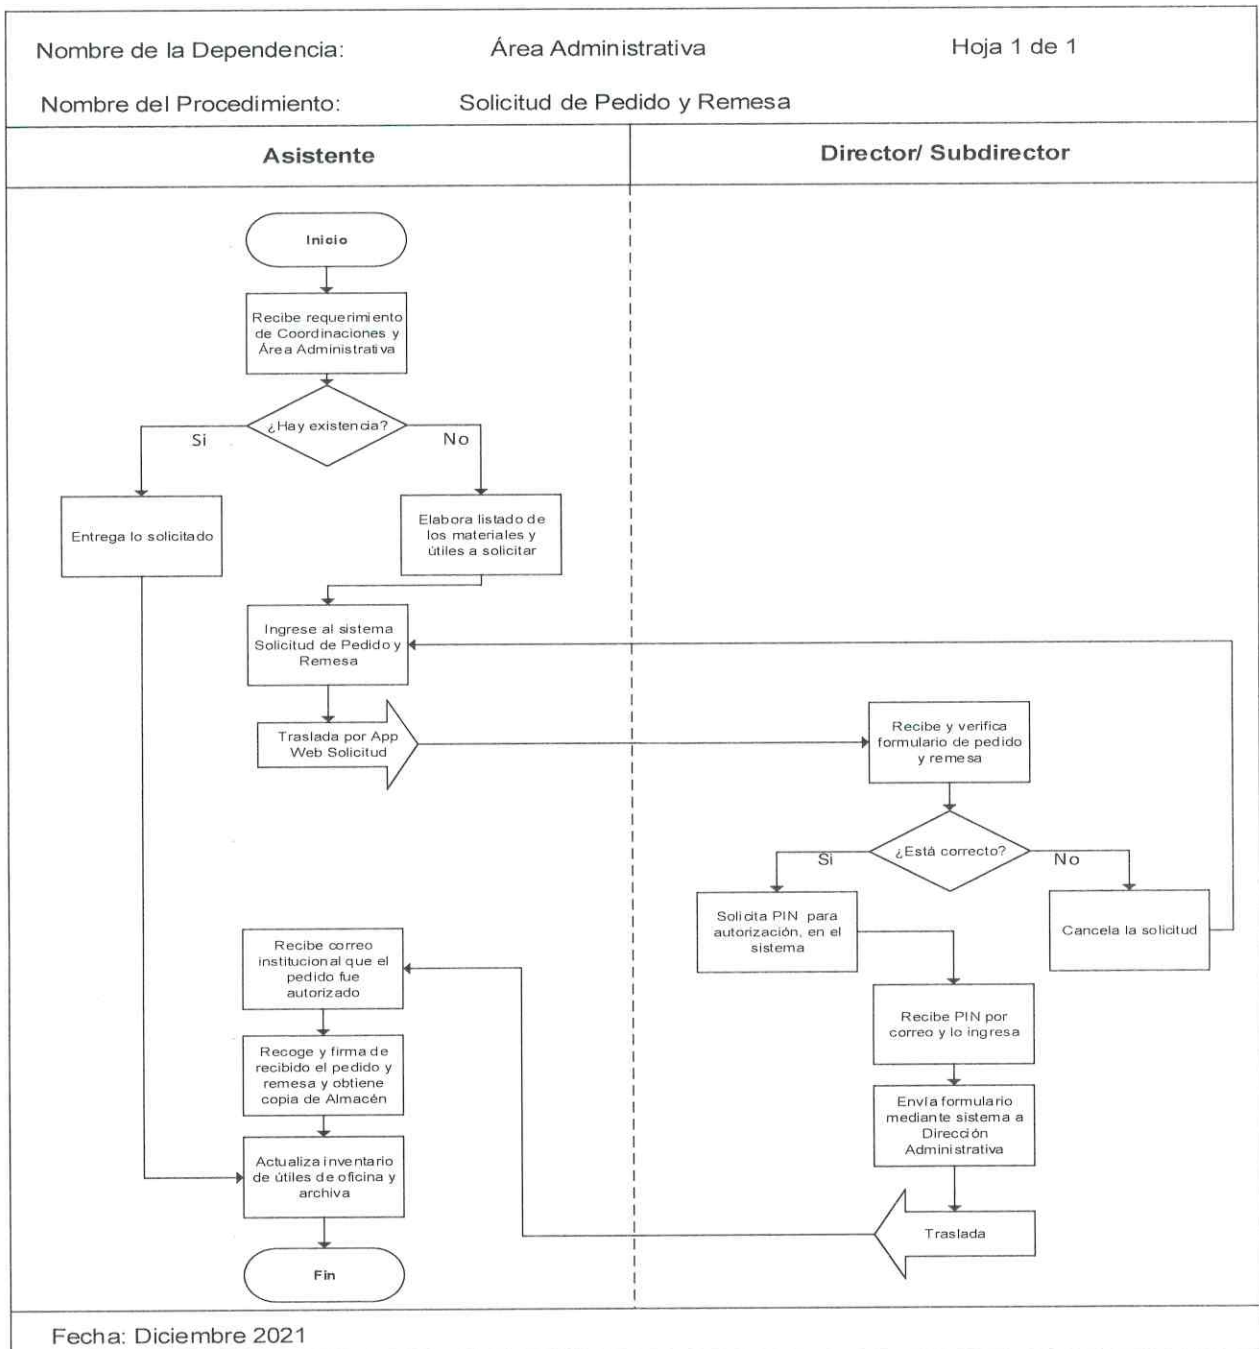 Nombre de la Dependencia: Área Administrativa Hoja 1 de 1
Nombre del Procedimiento: Solicitud de Pedido y Remesa
Asistente
Director/ Subdirector
Inicio
Recibe requerimiento
de Coordinaciones y
Área Administrativa
¿Hay existencia?
Si
No
Entrega lo solicitado
Elabora listado de
los materiales y
útiles a solicitar
Ingrese al sistema
Solicitud de Pedido y
Remesa
Traslada por App
Web Solicitud
Recibe y verifica
formulario de pedido
y remesa
¿Está correcto?
Si
No
Solicita PIN para
autorización, en el
sistema
Cancela la solicitud
Recibe PIN por
correo y lo ingresa
Envía formulario
mediante sistema a
Dirección
Administrativa
Traslada
Recibe correo
institucional que el
pedido fue
autorizado
Recoge y firma de
recibido el pedido y
remesa y obtiene
copia de Almacén
Actualiza inventario
de útiles de oficina y
archiva
Fin
Fecha: Diciembre 2021